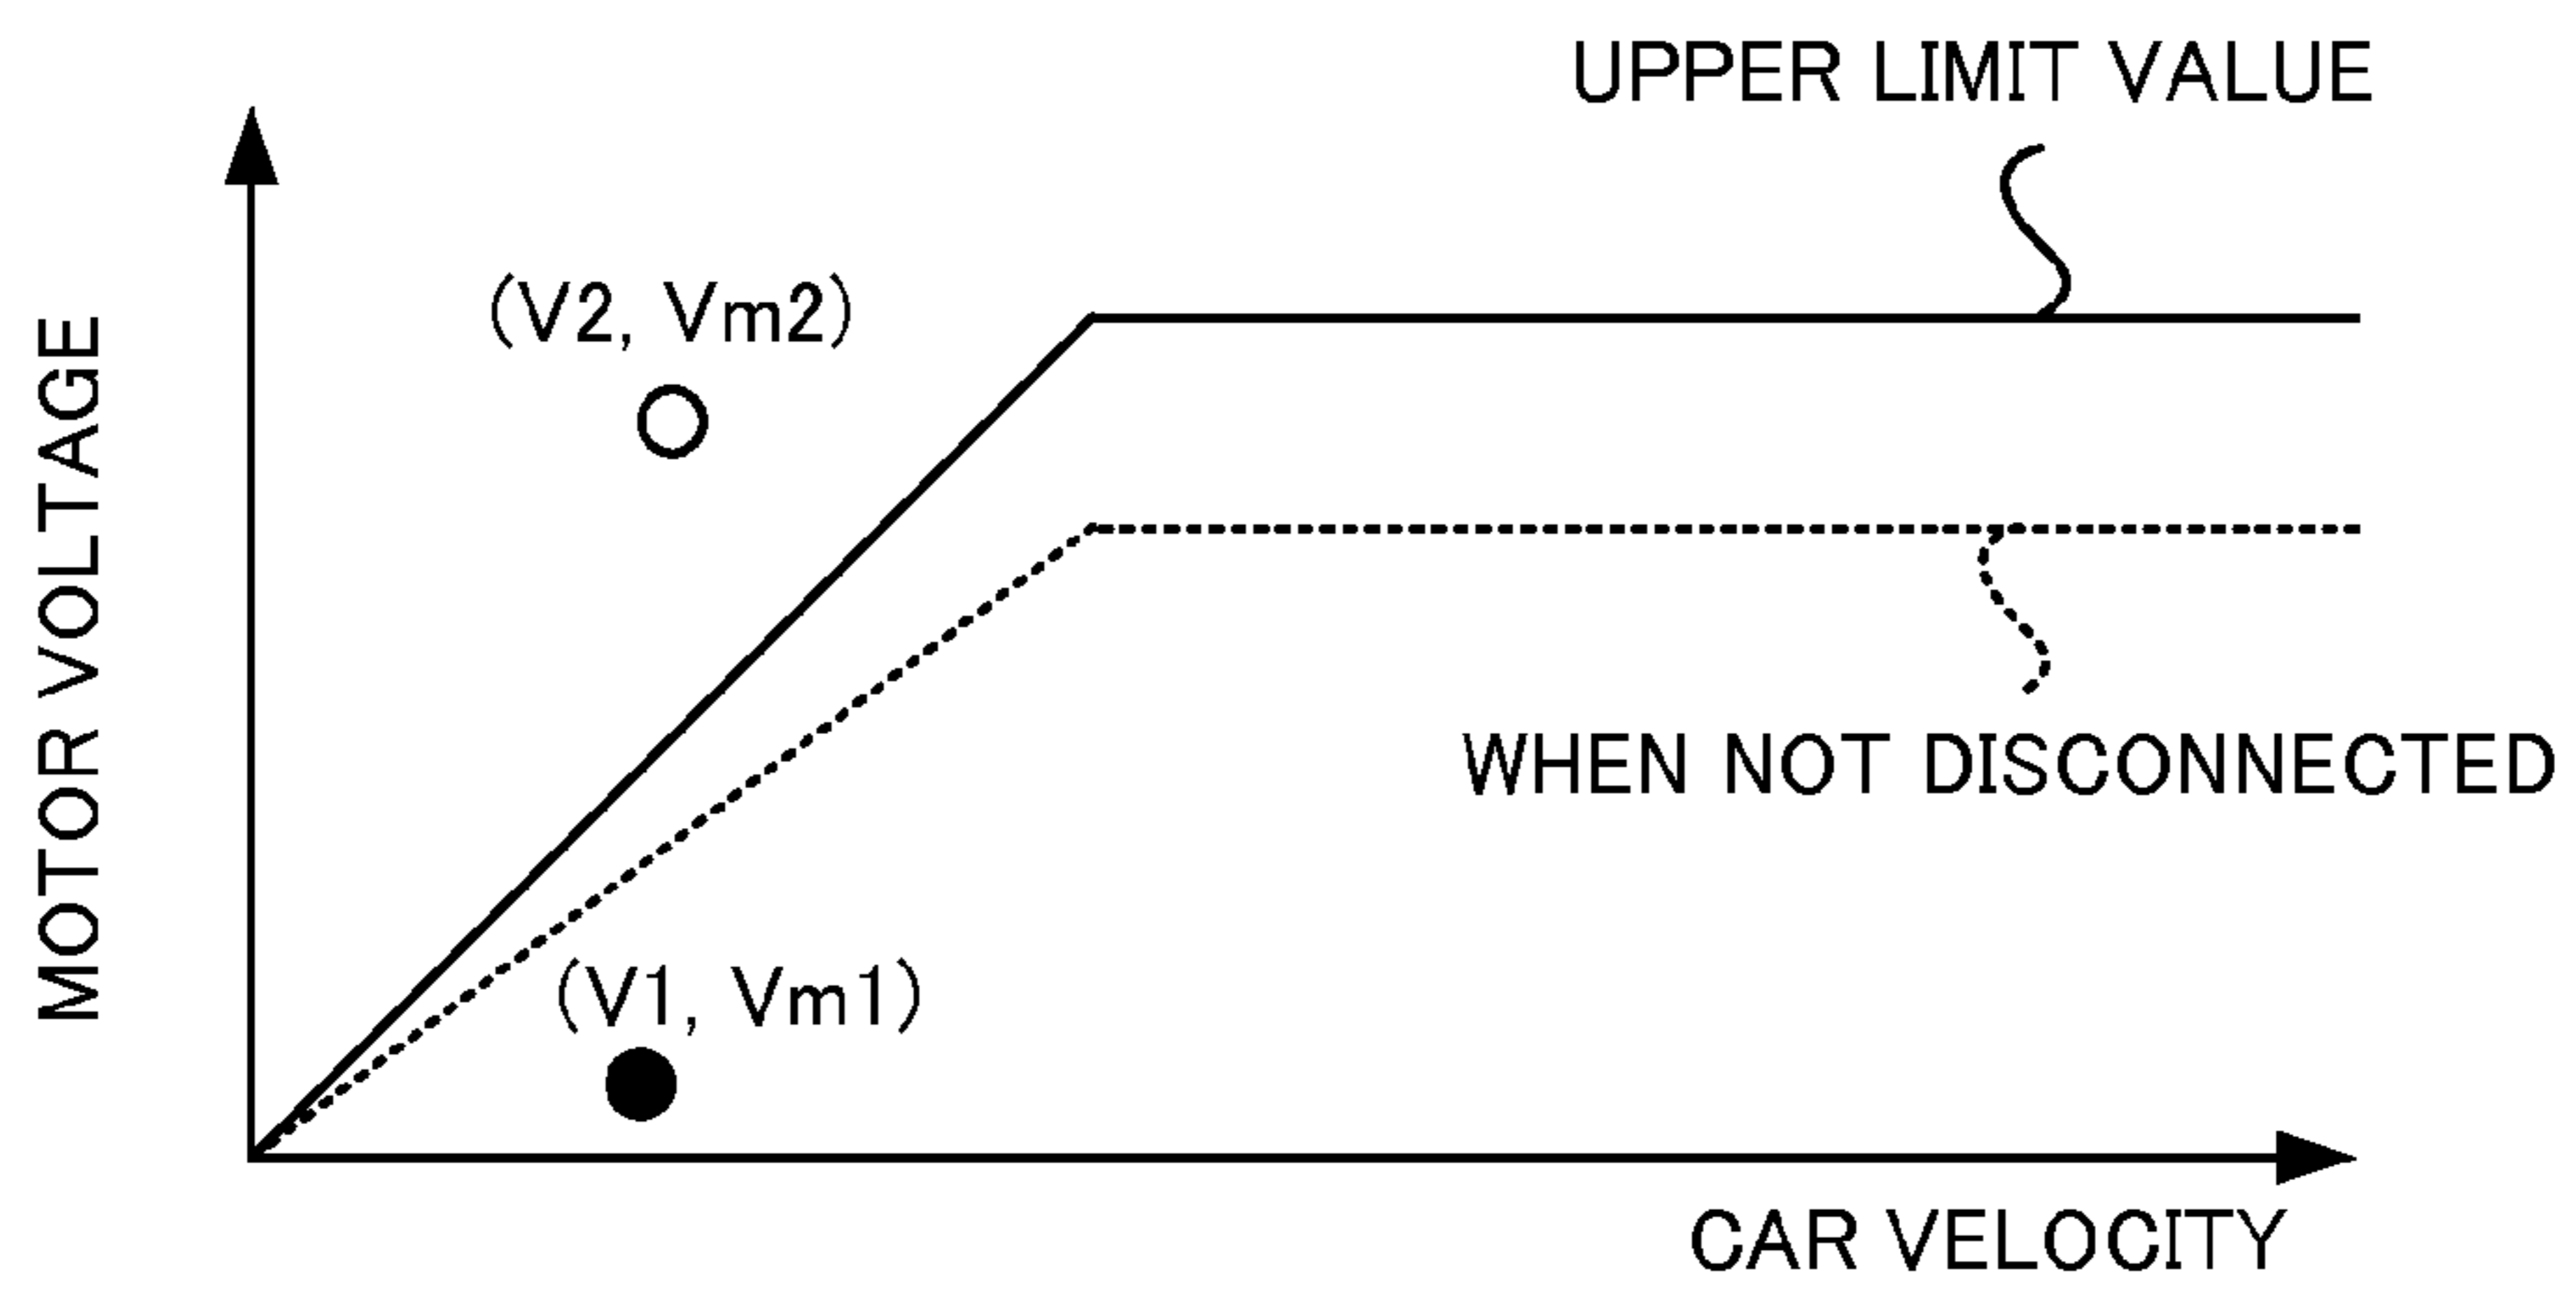 UPPER LIMIT VALUE
(V2, Vm2)
MOTOR VOLTAGE
WHEN NOT DISCONNECTED
(V1, Vm1)
CAR VELOCITY